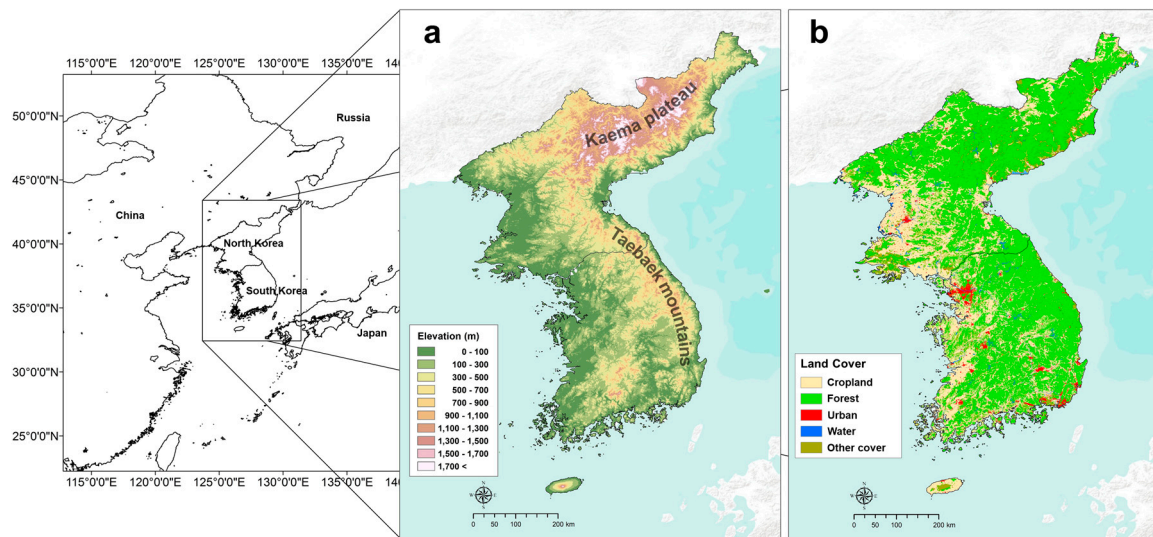 115°0'0"E 120°0'0"E 125°0'0"E 130°0'0"E 135°0'0"E 140
50°0'0"N
45°0'0"N
40°0'0"N
35°0'0"N
30°0'0"N
25°0'0"N
Russia
China
North Korea
South Korea
Japan
115°0'0"E 120°0'0"E 125°0'0"E 130°0'0"E 135°0'0"E 140
a
Kaema plateau
Taebaek mountains
Elevation (m)
0 - 100
100 - 300
300 - 500
500 - 700
700 - 900
900 - 1,100
1,100 - 1,300
1,300 - 1,500
1,500 - 1,700
1,700 <
N
W E
S
0 50 100 200 km
b
Land Cover
Cropland
Forest
Urban
Water
Other cover
N
W E
S
0 50 100 200 km